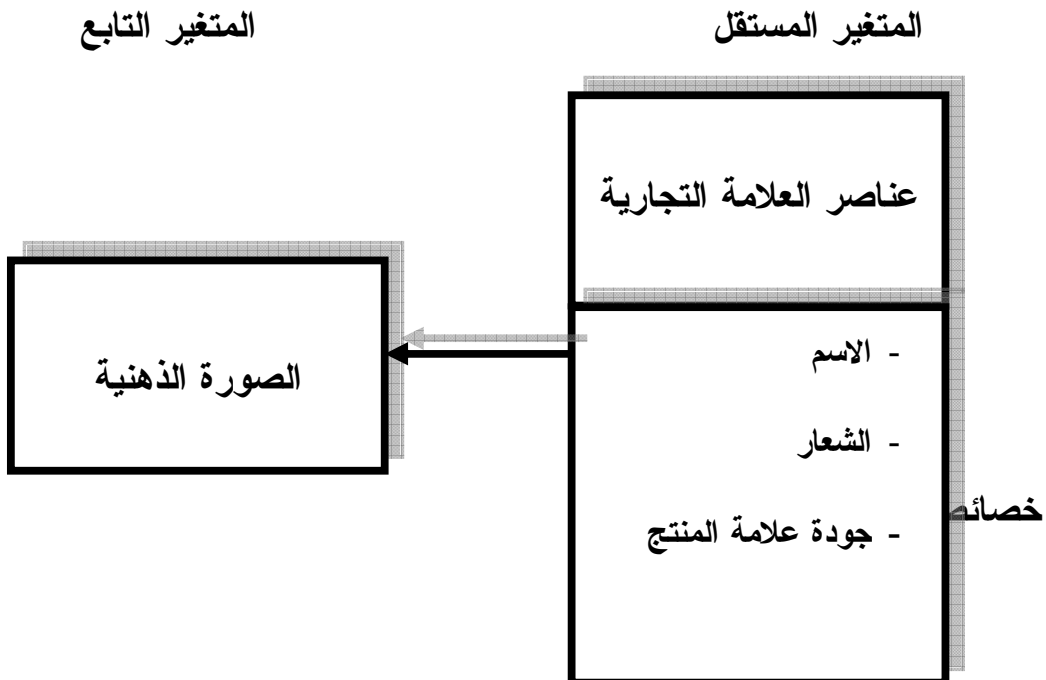 المتغير المستقل
المتغير التابع
عناصر العلامة التجارية
- الاسم
- الشعار
- جودة علامة المنتج
الصورة الذهنية